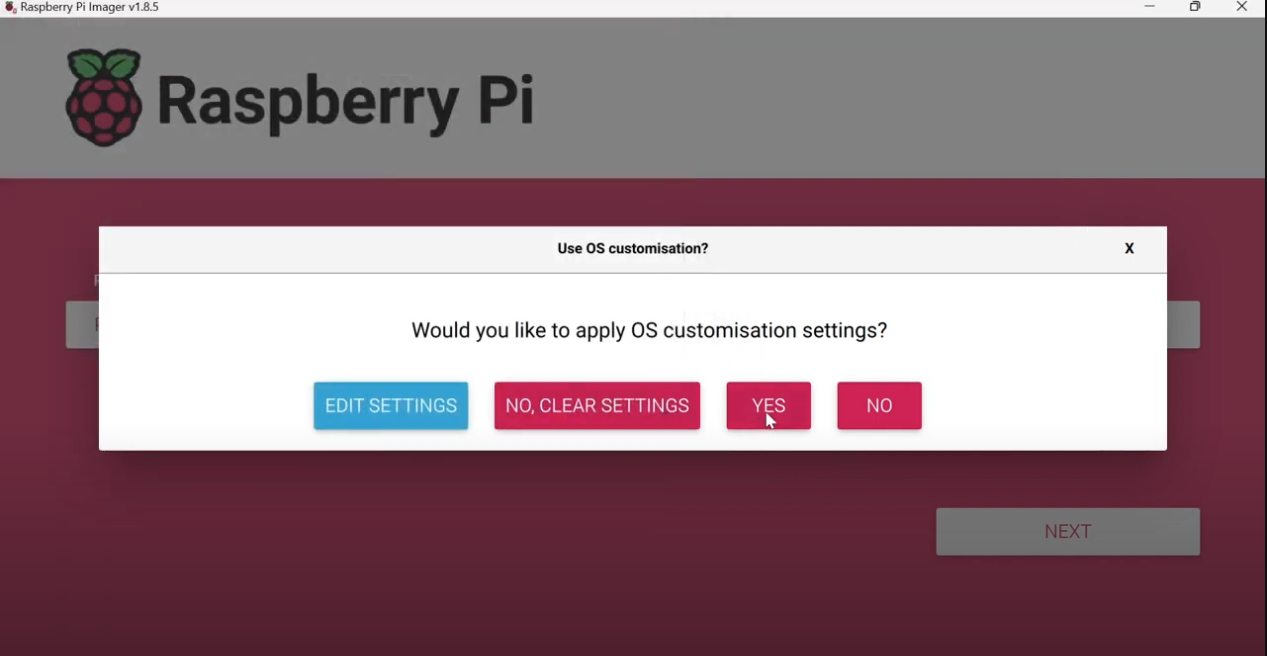 Raspberry Pi Imager v1.8.5
Raspberry Pi
Use OS customisation? X
Would you like to apply OS customisation settings?
EDIT SETTINGS NO, CLEAR SETTINGS YES NO
NEXT